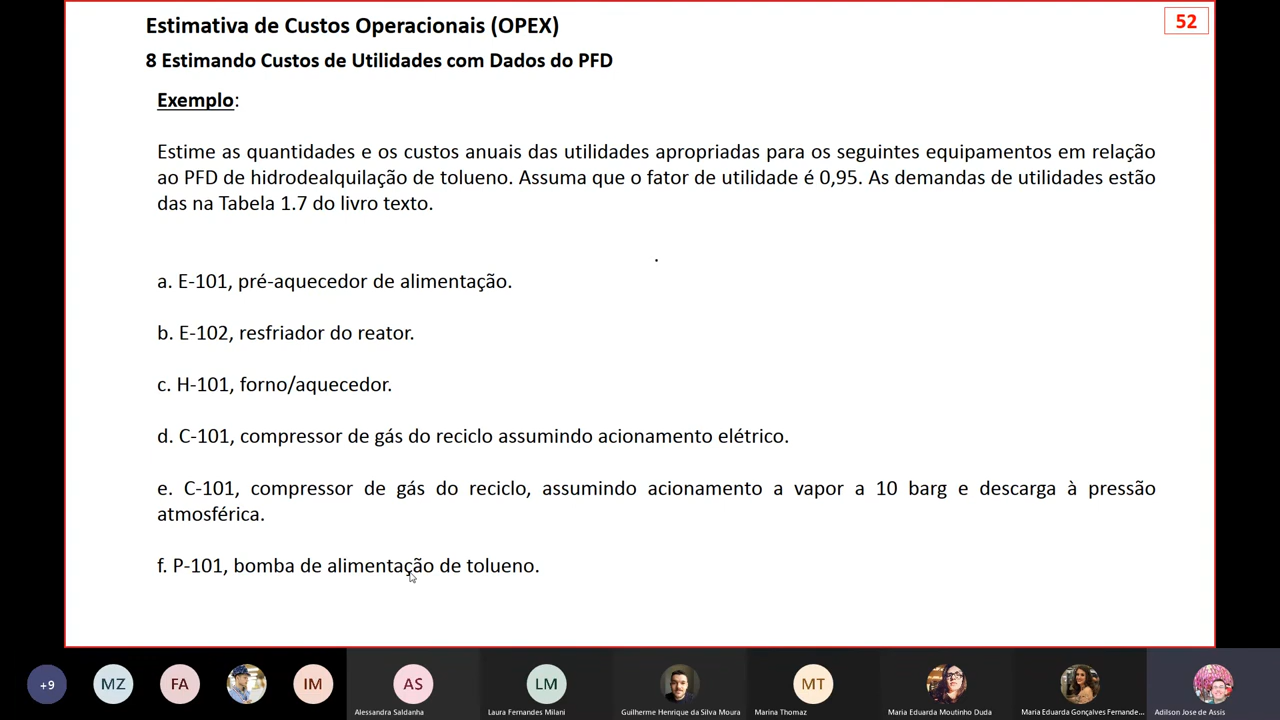 Estimativa de Custos Operacionais (OPEX)
52
8 Estimando Custos de Utilidades com Dados do PFD
Exemplo:
Estime as quantidades e os custos anuais das utilidades apropriadas para os seguintes equipamentos em relação
ao PFD de hidrodealquilação de tolueno. Assuma que o fator de utilidade é 0,95. As demandas de utilidades estão
das na Tabela 1.7 do livro texto.
a. E-101, pré-aquecedor de alimentação.
b. E-102, resfriador do reator.
c. H-101, forno/aquecedor.
d. C-101, compressor de gás do reciclo assumindo acionamento elétrico.
e. C-101, compressor de gás do reciclo, assumindo acionamento a vapor a 10 barg e descarga à pressão
atmosférica.
f. P-101, bomba de alimentação de tolueno.
+9 MZ FA IM AS LM MT
Alessandra Saldanha Laura Fernandes Milani Guilherme Henrique da Silva Moura Marina Thomaz Maria Eduarda Moutinho Duda Maria Eduarda Gonçalves Fernande... Adilson Jose de Assis